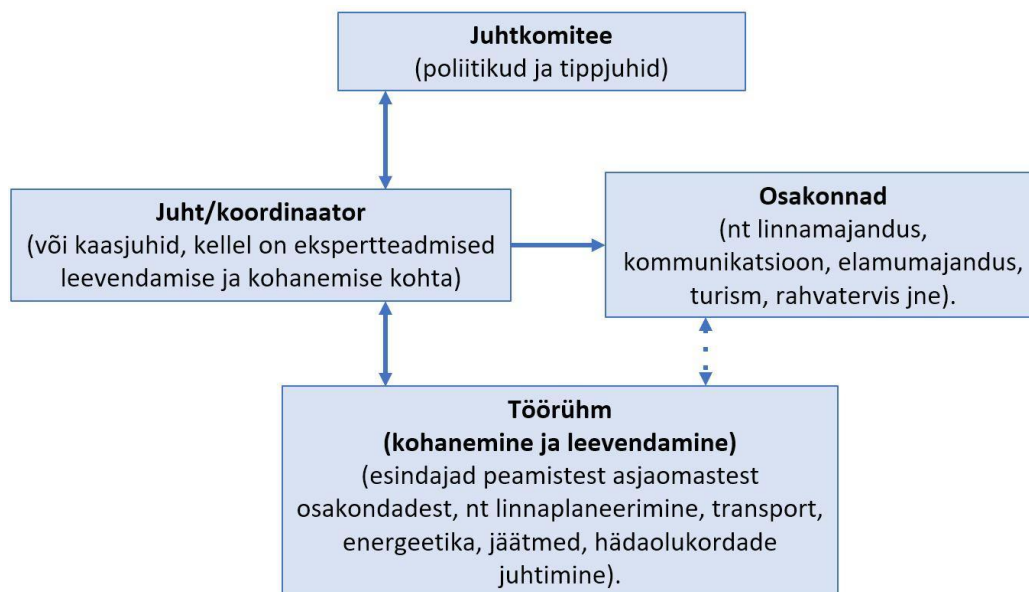 Juhtkomitee
(poliitikud ja tippjuhid)
Juht/koordinaator
(või kaasjuhid, kellel on ekspertteadmised
leevendamise ja kohanemise kohta)
Osakonnad
(nt linnamajandus,
kommunikatsioon, elamumajandus,
turism, rahvatervis jne).
Töörühm
(kohanemine ja leevendamine)
(esindajad peamistest asjaomastest
osakondadest, nt linnaplaneerimine, transport,
energeetika, jäätmed, hädaolukordade
juhtimine).